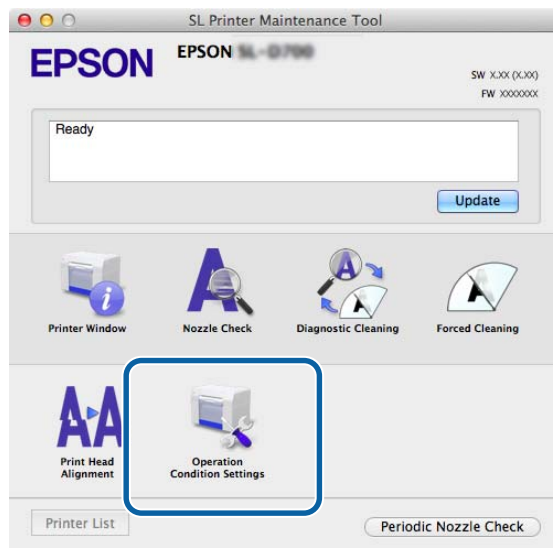 SL Printer Maintenance Tool
EPSON
EPSON
SW X.XX (X.XX)
FW XXXXXXX
Ready
Update
Printer Window
Nozzle Check
Diagnostic Cleaning
Forced Cleaning
Print Head
Alignment
Operation
Condition Settings
Printer List
Periodic Nozzle Check